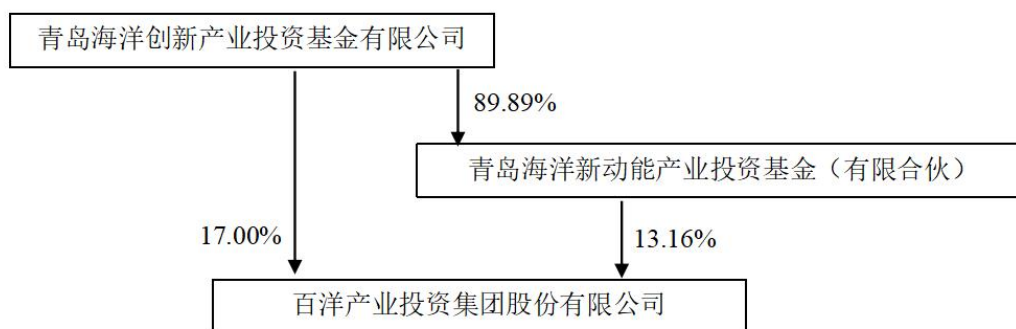 青岛海洋创新产业投资基金有限公司
89.89%
青岛海洋新动能产业投资基金（有限合伙）
17.00%
13.16%
百洋产业投资集团股份有限公司